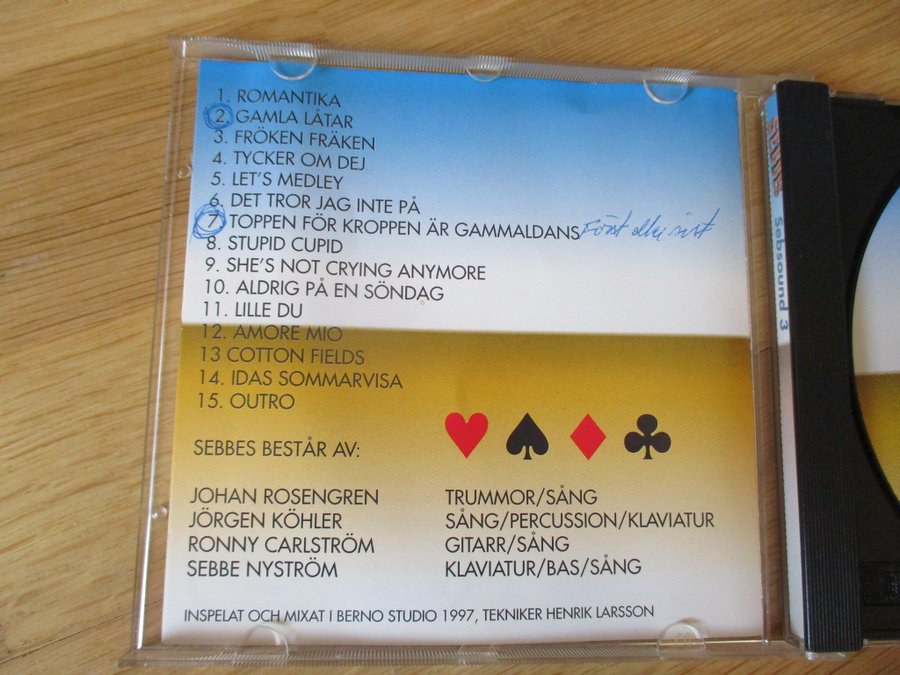 1. ROMANTIKA
2. GAMLA LÅTAR
3. FRÖKEN FRÄKEN
4. TYCKER OM DEJ
5. LET'S MEDLEY
6. DET TROR JAG INTE PÅ
7. TOPPEN FÖR KROPPEN ÄR GAMMALDANS Först eller sist
8. STUPID CUPID
9. SHE'S NOT CRYING ANYMORE
10. ALDRIG PÅ EN SÖNDAG
11. LILLE DU
12. AMORE MIO
13 COTTON FIELDS
14. IDAS SOMMARVISA
15. OUTRO
SEBBES BESTÅR AV:
JOHAN ROSENGREN TRUMMOR/SÅNG
JÖRGEN KÖHLER SÅNG/PERCUSSION/KLAVIATUR
RONNY CARLSTRÖM GITARR/SÅNG
SEBBE NYSTRÖM KLAVIATUR/BAS/SÅNG
INSPELAT OCH MIXAT I BERNO STUDIO 1997, TEKNIKER HENRIK LARSSON
Sebsound 3